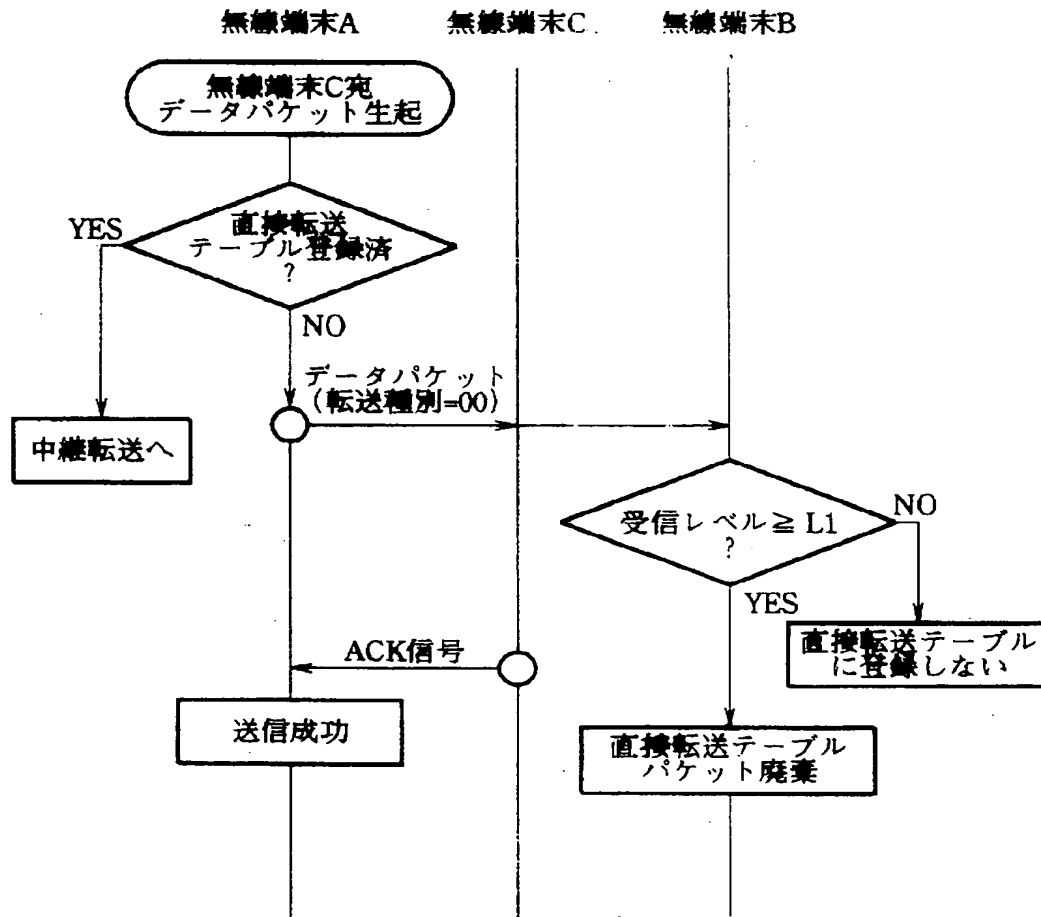 無線端末A 無線端末C 無線端末B
無線端末C宛
データパケット生起
YES
直接転送
テーブル登録済
?
NO
データパケット
(転送種別=00)
中継転送へ
受信レベル≧L1
?
NO
YES
直接転送テーブル
に登録しない
ACK信号
送信成功
直接転送テーブル
パケット廃棄